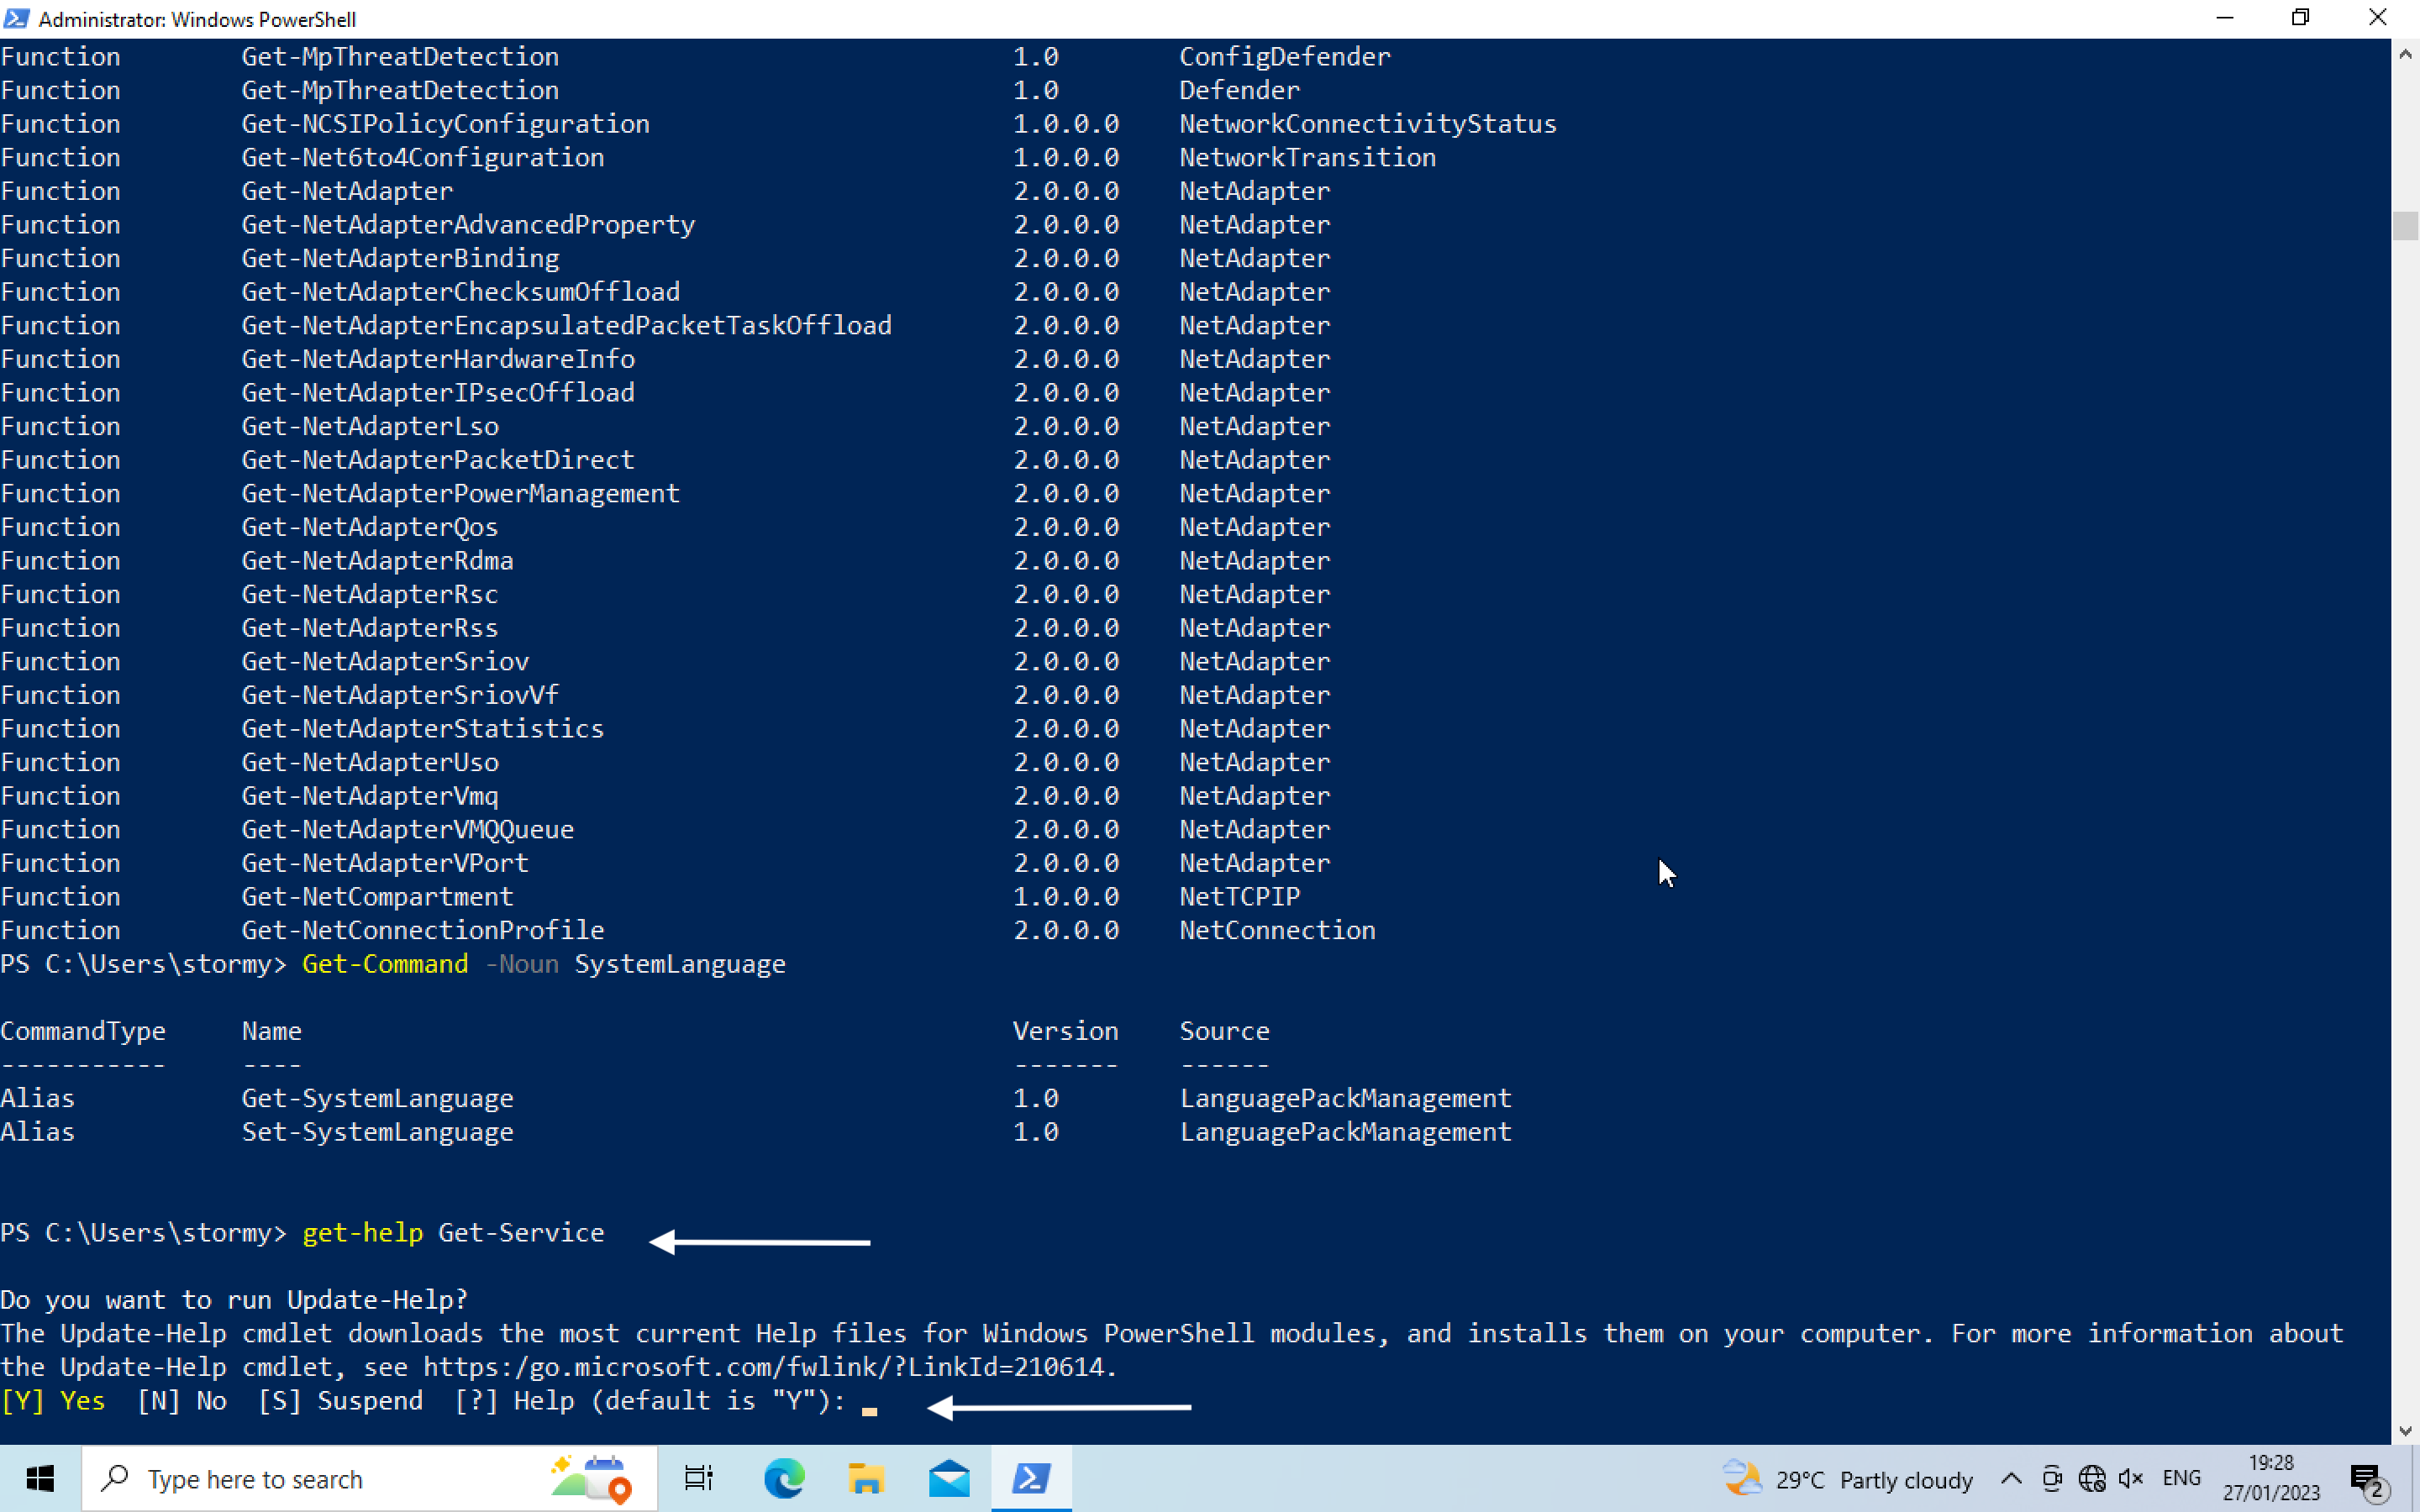 Administrator: Windows PowerShell
Function Get-MpThreatDetection 1.0 ConfigDefender
Function Get-MpThreatDetection 1.0 Defender
Function Get-NCSIPolicyConfiguration 1.0.0.0 NetworkConnectivityStatus
Function Get-Net6to4Configuration 1.0.0.0 NetworkTransition
Function Get-NetAdapter 2.0.0.0 NetAdapter
Function Get-NetAdapterAdvancedProperty 2.0.0.0 NetAdapter
Function Get-NetAdapterBinding 2.0.0.0 NetAdapter
Function Get-NetAdapterChecksumOffload 2.0.0.0 NetAdapter
Function Get-NetAdapterEncapsulatedPacketTaskOffload 2.0.0.0 NetAdapter
Function Get-NetAdapterHardwareInfo 2.0.0.0 NetAdapter
Function Get-NetAdapterIPsecOffload 2.0.0.0 NetAdapter
Function Get-NetAdapterLso 2.0.0.0 NetAdapter
Function Get-NetAdapterPacketDirect 2.0.0.0 NetAdapter
Function Get-NetAdapterPowerManagement 2.0.0.0 NetAdapter
Function Get-NetAdapterQos 2.0.0.0 NetAdapter
Function Get-NetAdapterRdma 2.0.0.0 NetAdapter
Function Get-NetAdapterRsc 2.0.0.0 NetAdapter
Function Get-NetAdapterRss 2.0.0.0 NetAdapter
Function Get-NetAdapterSriov 2.0.0.0 NetAdapter
Function Get-NetAdapterSriovVf 2.0.0.0 NetAdapter
Function Get-NetAdapterStatistics 2.0.0.0 NetAdapter
Function Get-NetAdapterUso 2.0.0.0 NetAdapter
Function Get-NetAdapterVmq 2.0.0.0 NetAdapter
Function Get-NetAdapterVMQQueue 2.0.0.0 NetAdapter
Function Get-NetAdapterVPort 2.0.0.0 NetAdapter
Function Get-NetCompartment 1.0.0.0 NetTCPIP
Function Get-NetConnectionProfile 2.0.0.0 NetConnection
PS C:\Users\stormy> Get-Command -Noun SystemLanguage
CommandType Name Version Source
----------- ---- ------- ------
Alias Get-SystemLanguage 1.0 LanguagePackManagement
Alias Set-SystemLanguage 1.0 LanguagePackManagement
PS C:\Users\stormy> get-help Get-Service
Do you want to run Update-Help?
The Update-Help cmdlet downloads the most current Help files for Windows PowerShell modules, and installs them on your computer. For more information about
the Update-Help cmdlet, see https:/go.microsoft.com/fwlink/?LinkId=210614.
[Y] Yes [N] No [S] Suspend [?] Help (default is "Y"):
Type here to search
29°C Partly cloudy
ENG
19:28
27/01/2023
2